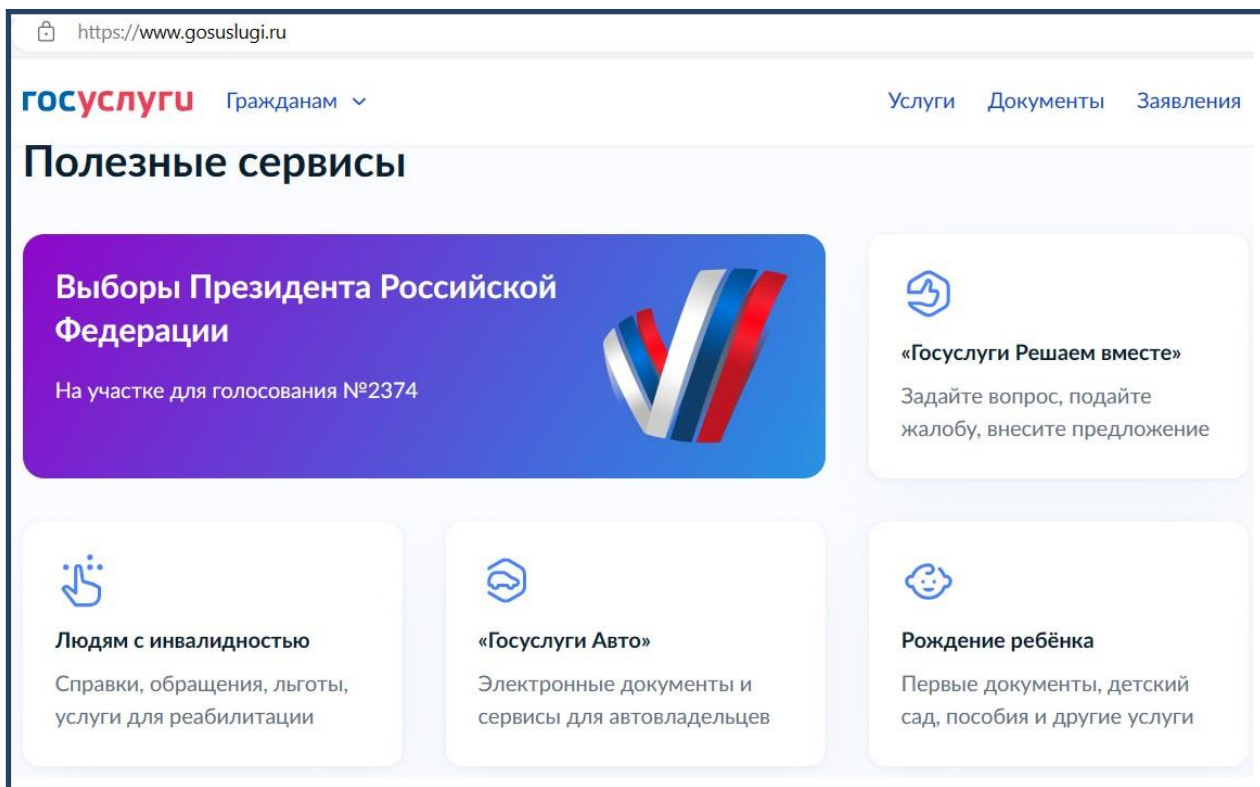 https://www.gosuslugi.ru
госуслуги Гражданам Услуги Документы Заявления
Полезные сервисы
Выборы Президента Российской
Федерации
На участке для голосования №2374
«Госуслуги Решаем вместе»
Задайте вопрос, подайте
жалобу, внесите предложение
Людям с инвалидностью
Справки, обращения, льготы,
услуги для реабилитации
«Госуслуги Авто»
Электронные документы и
сервисы для автовладельцев
Рождение ребёнка
Первые документы, детский
сад, пособия и другие услуги